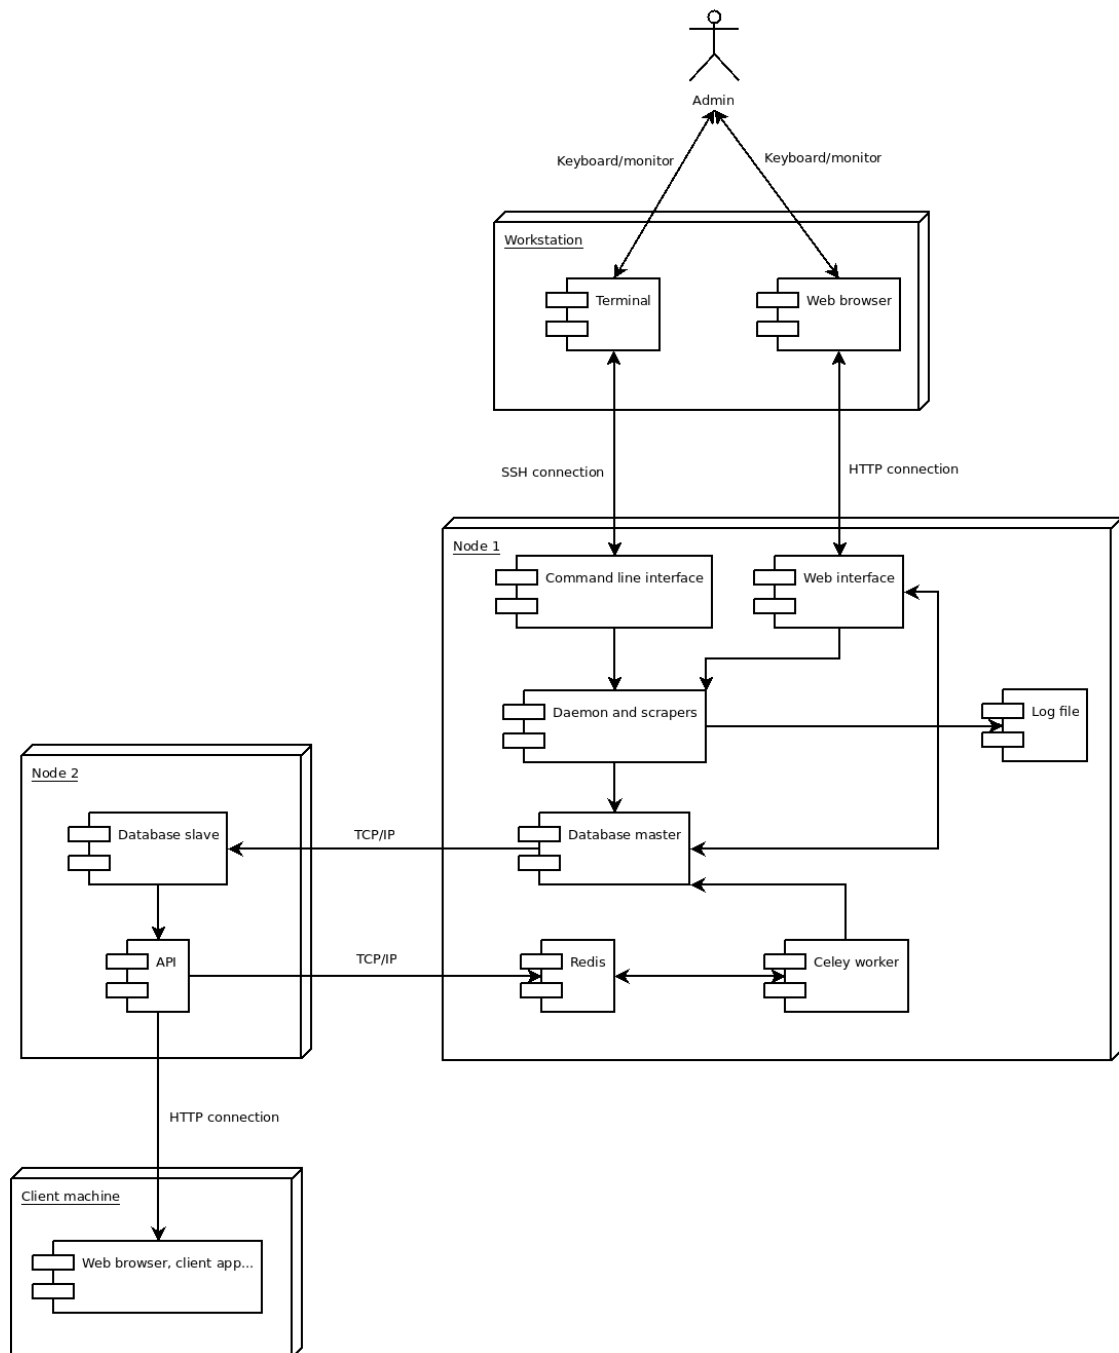 Admin
Keyboard/monitor
Keyboard/monitor
Workstation
Terminal
Web browser
SSH connection
HTTP connection
Node 1
Command line interface
Web interface
Daemon and scrapers
Log file
Node 2
Database slave
TCP/IP
Database master
API
TCP/IP
Redis
Celey worker
HTTP connection
Client machine
Web browser, client app...